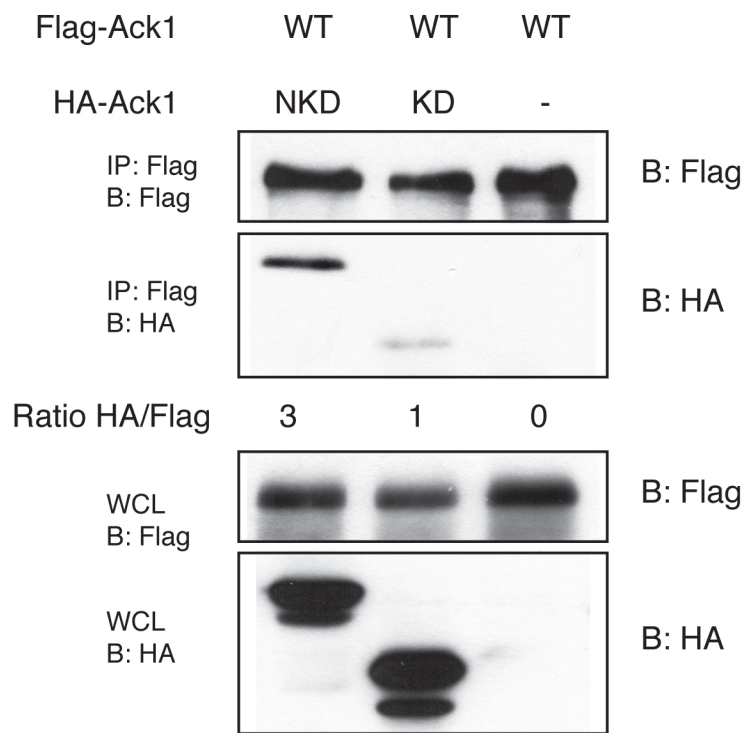 Flag-Ack1 WT WT WT
HA-Ack1 NKD KD -
IP: Flag
B: Flag
B: Flag
IP: Flag
B: HA
B: HA
Ratio HA/Flag 3 1 0
WCL
B: Flag
B: Flag
WCL
B: HA
B: HA